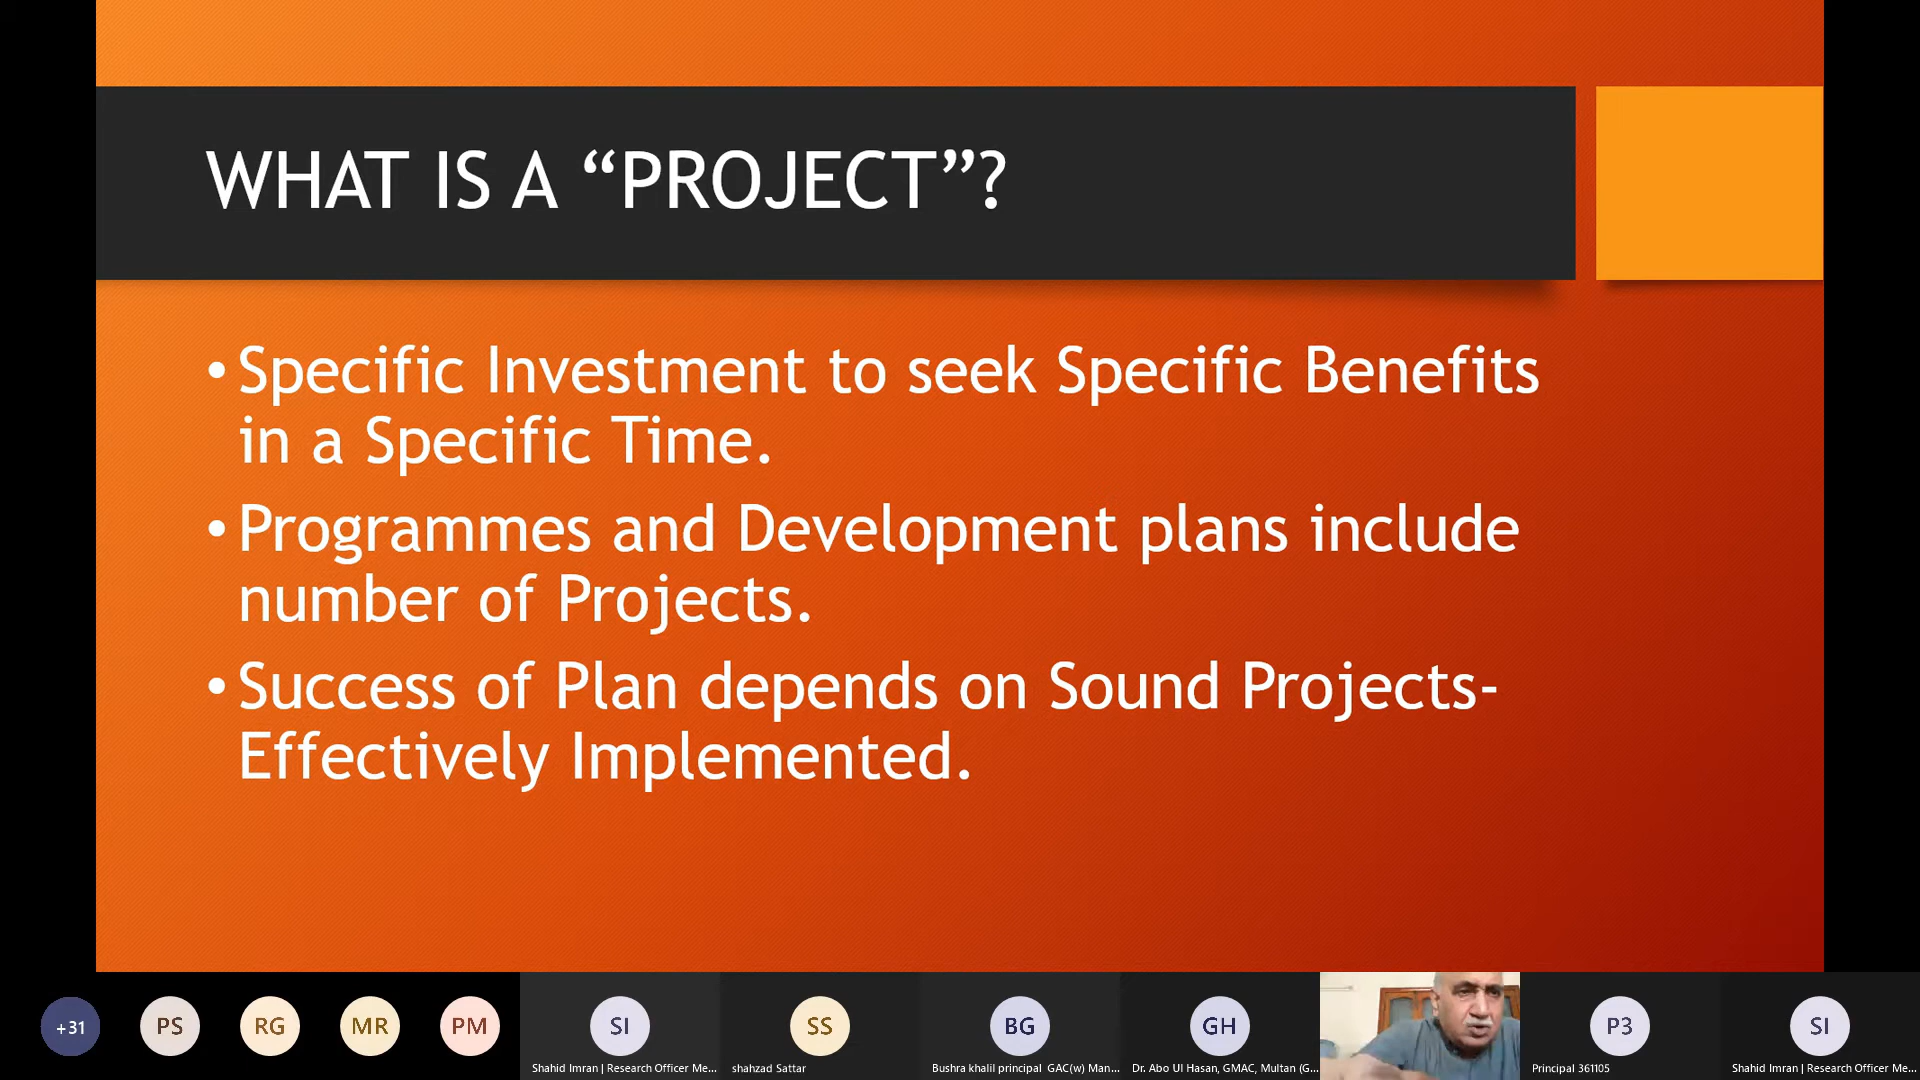 WHAT IS A “PROJECT”?
• Specific Investment to seek Specific Benefits
in a Specific Time.
• Programmes and Development plans include
number of Projects.
• Success of Plan depends on Sound Projects-
Effectively Implemented.
+31
PS
RG
MR
PM
SI
SS
BG
GH
P3
SI
Shahid Imran | Research Officer Me...
shahzad Sattar
Bushra khalil principal GAC(w) Man...
Dr. Abo Ul Hasan, GMAC, Multan (G...
Principal 361105
Shahid Imran | Research Officer Me...